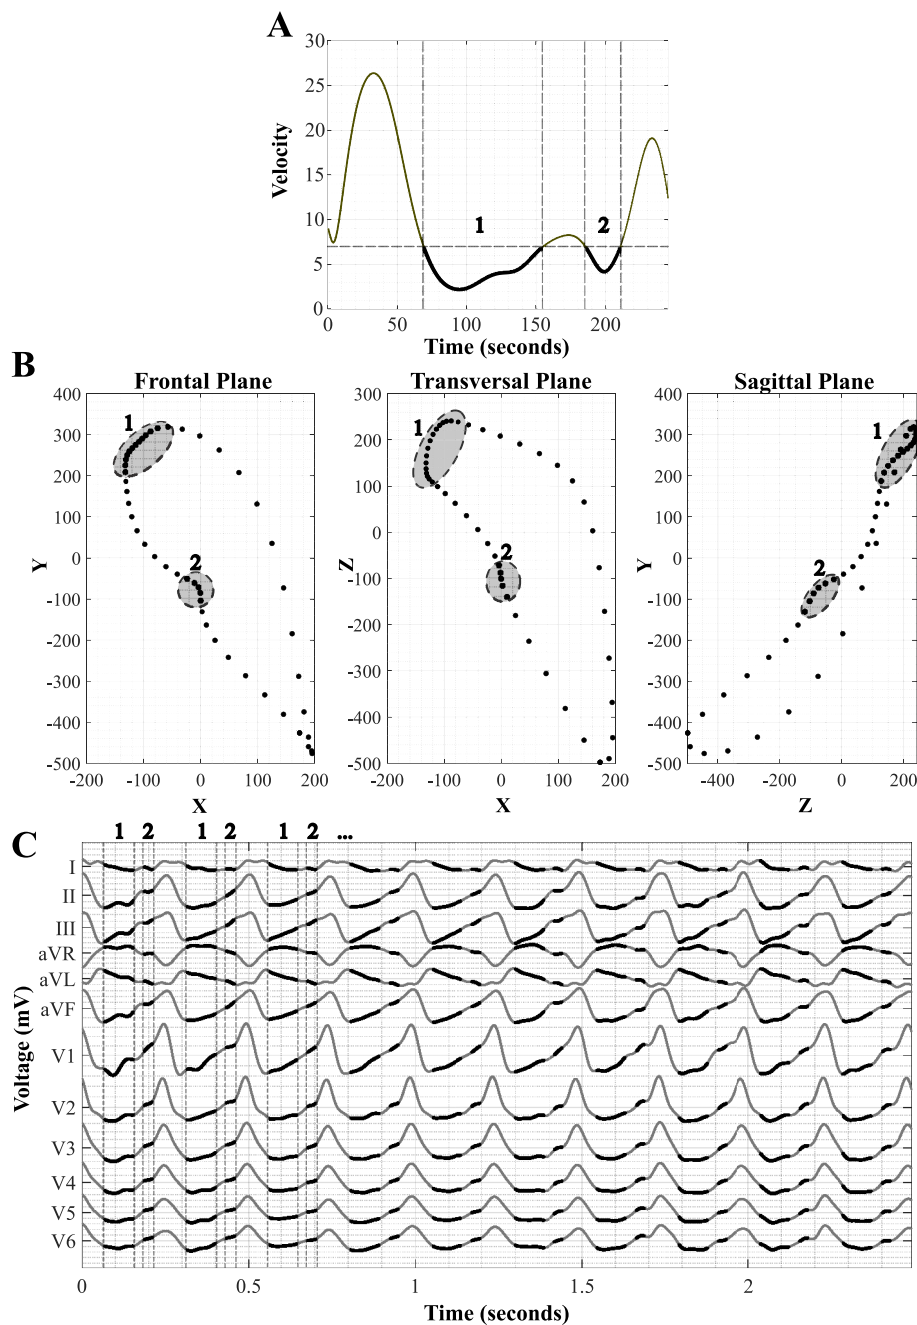 A
30
25
20
15
10
5
0
Velocity
1
2
0 50 100 150 200
Time (seconds)
B
Frontal Plane
Transversal Plane
Sagittal Plane
400
300
200
100
0
-100
-200
-300
-400
-500
Y
1
2
-200 -100 0 100 200
X
300
200
100
0
-100
-200
-300
-400
-500
Z
1
2
-200 -100 0 100 200
X
400
300
200
100
0
-100
-200
-300
-400
-500
Y
1
2
-400 -200 0 200
Z
C
1 2 1 2 1 2 ...
I
II
III
aVR
aVL
aVF
V1
V2
V3
V4
V5
V6
Voltage (mV)
0 0.5 1 1.5 2
Time (seconds)